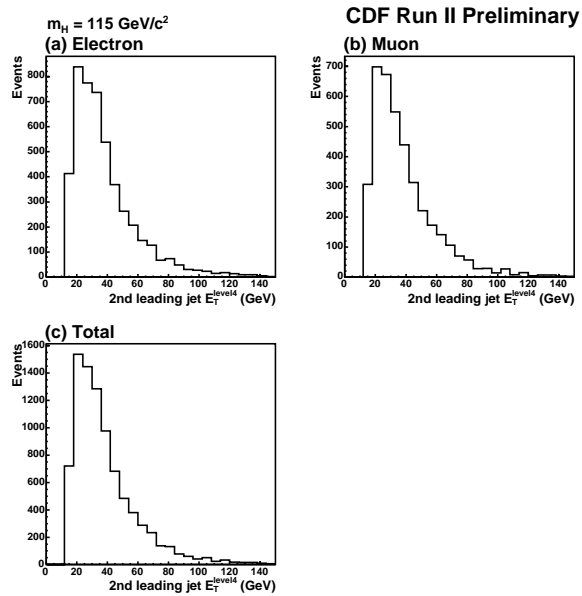 CDF Run II Preliminary
m_H = 115 GeV/c²
(a) Electron
(b) Muon
Events
800
700
600
500
400
300
200
100
0
0 20 40 60 80 100 120 140
2nd leading jet E_T^level4 (GeV)
Events
700
600
500
400
300
200
100
0
0 20 40 60 80 100 120 140
2nd leading jet E_T^level4 (GeV)
(c) Total
Events
1600
1400
1200
1000
800
600
400
200
0
0 20 40 60 80 100 120 140
2nd leading jet E_T^level4 (GeV)